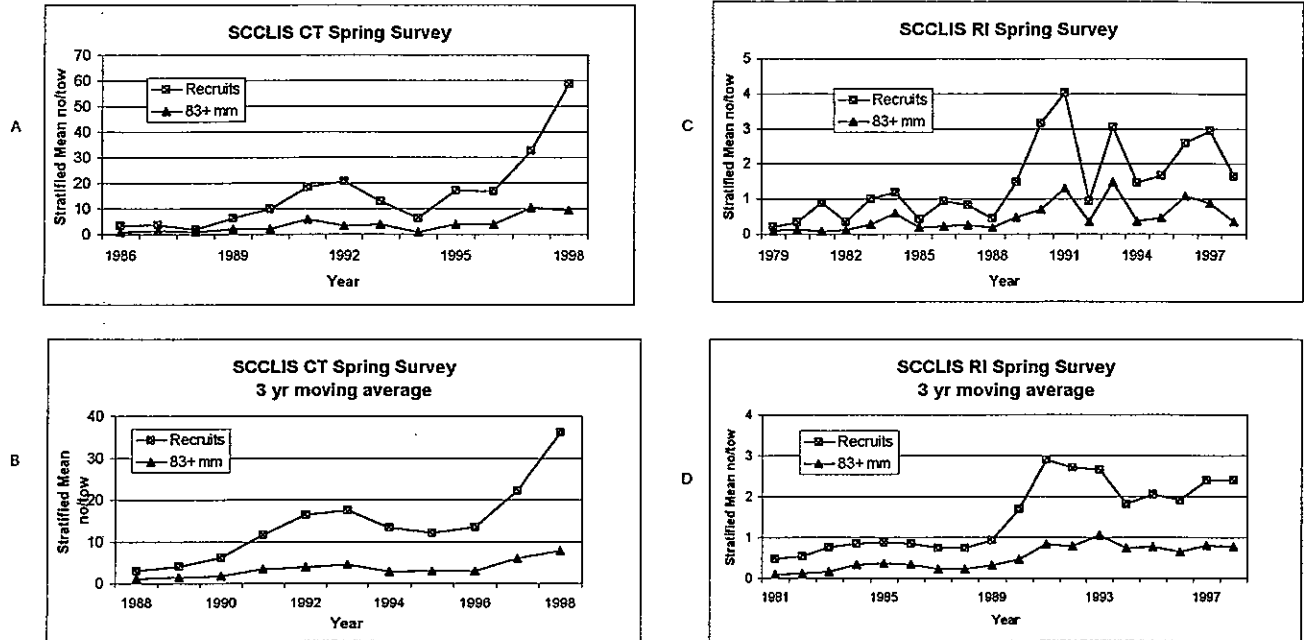 A
SCCLIS CT Spring Survey
Stratified Mean no/tow
70
60
50
40
30
20
10
0
Recruits
83+ mm
1986 1989 1992 1995 1998
Year
B
SCCLIS CT Spring Survey
3 yr moving average
Stratified Mean
no/tow
40
30
20
10
0
Recruits
83+ mm
1988 1990 1992 1994 1996 1998
Year
C
SCCLIS RI Spring Survey
Stratified Mean no/tow
5
4
3
2
1
0
Recruits
83+ mm
1979 1982 1985 1988 1991 1994 1997
Year
D
SCCLIS RI Spring Survey
3 yr moving average
Stratified Mean no/tow
4
3
2
1
0
Recruits
83+ mm
1981 1985 1989 1993 1997
Year